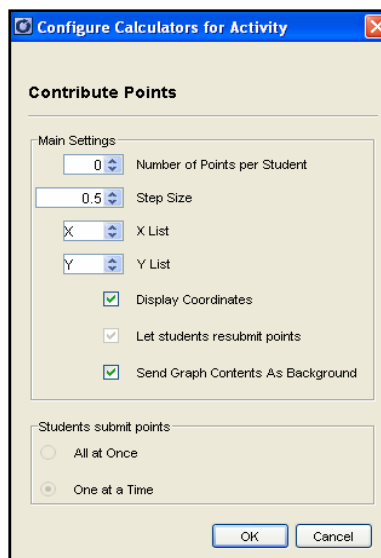 Configure Calculators for Activity
Contribute Points
Main Settings
0 Number of Points per Student
0.5 Step Size
X X List
Y Y List
Display Coordinates
Let students resubmit points
Send Graph Contents As Background
Students submit points
All at Once
One at a Time
OK Cancel